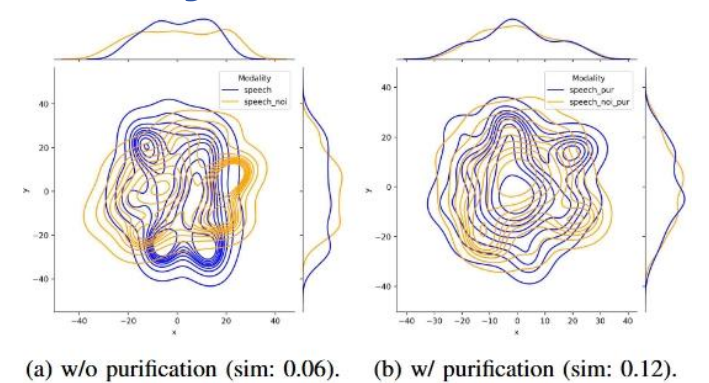 Modality
speech
speech_noi
40
20
0
−20
−40
y
−40 −20 0 20 40
x
Modality
speech_pur
speech_noi_pur
40
20
0
−20
−40
y
−40 −30 −20 −10 0 10 20 30 40
x
(a) w/o purification (sim: 0.06). (b) w/ purification (sim: 0.12).